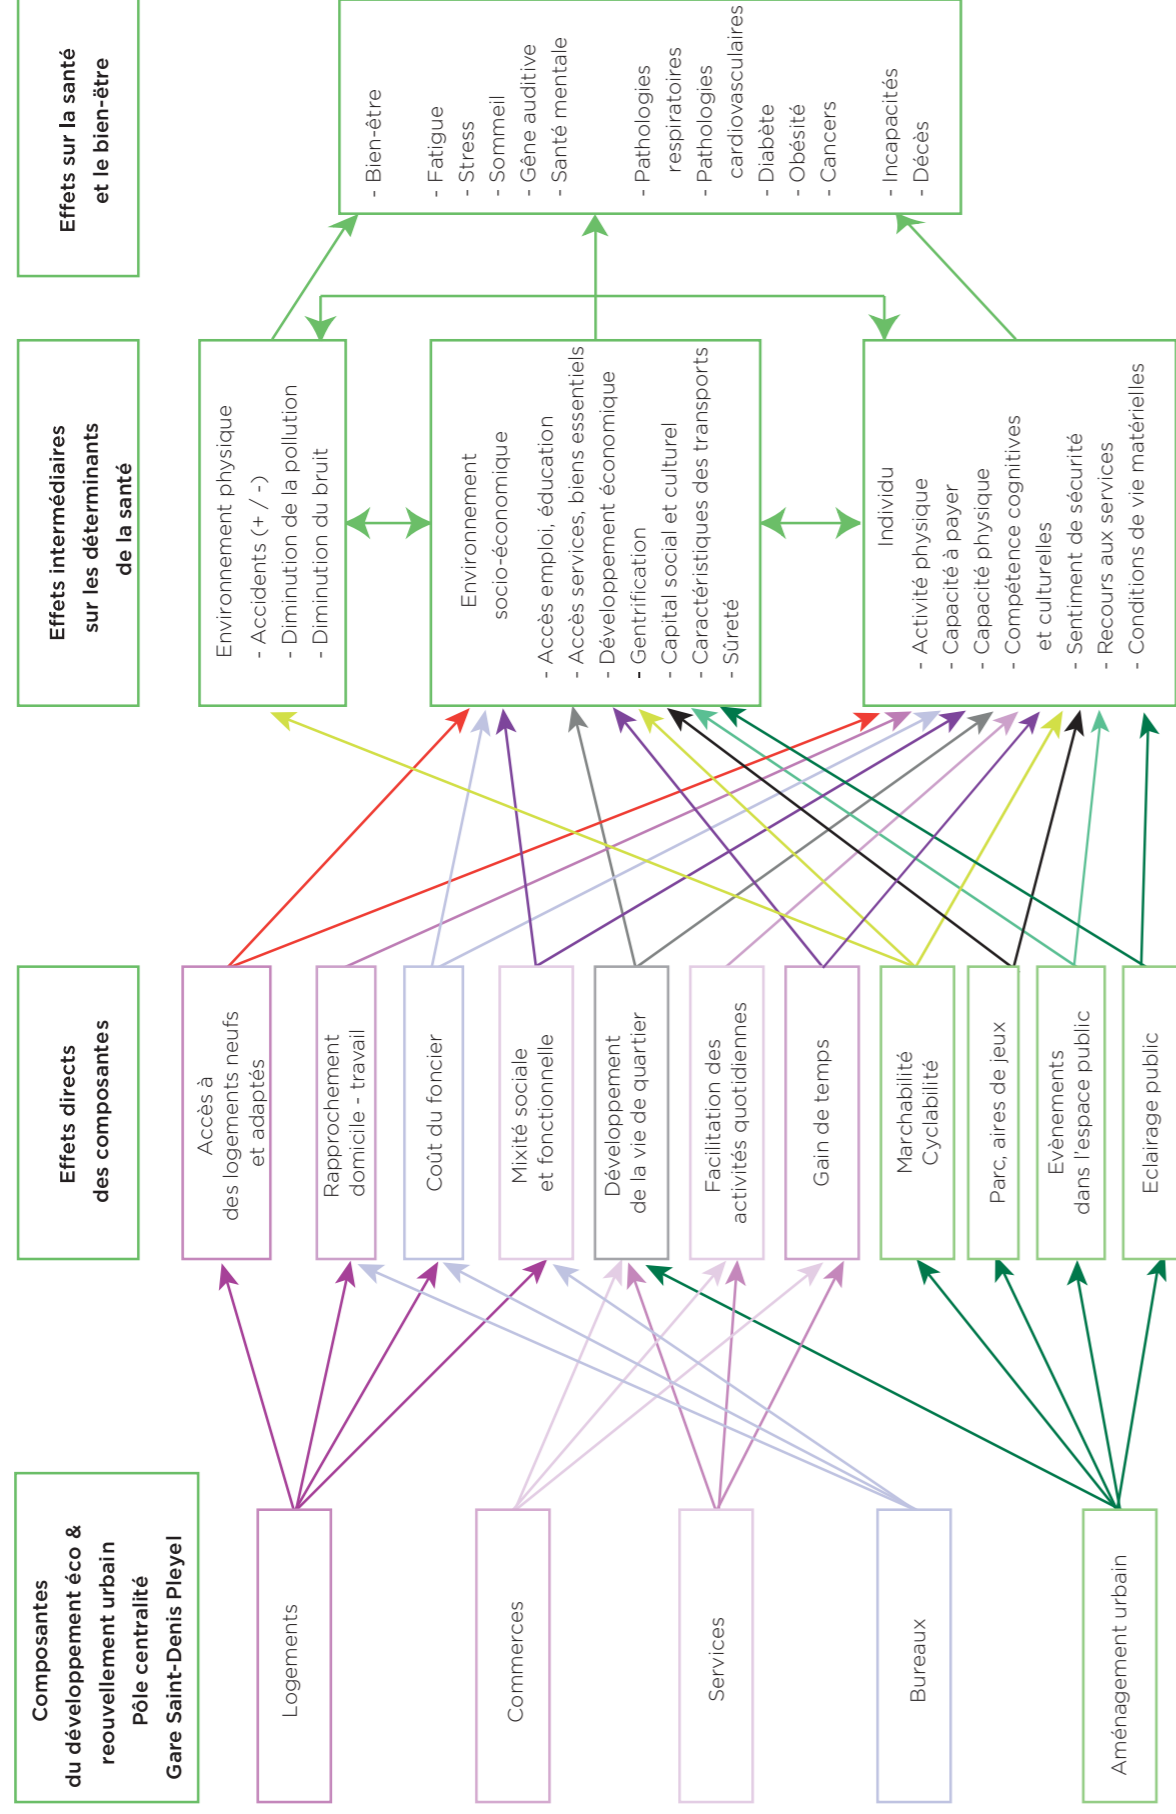 Composantes
du développement éco &
reouvellement urbain
Pôle centralité
Gare Saint-Denis Pleyel
Logements
Commerces
Services
Bureaux
Aménagement urbain
Effets directs
des composantes
Accès à
des logements neufs
et adaptés
Rapprochement
domicile - travail
Coût du foncier
Mixité sociale
et fonctionnelle
Développement
de la vie de quartier
Facilitation des
activités quotidiennes
Gain de temps
Marchabilité
Cyclabilité
Parc, aires de jeux
Evènements
dans l'espace public
Eclairage public
Effets intermédiaires
sur les déterminants
de la santé
Environnement physique
- Accidents (+ / -)
- Diminution de la pollution
- Diminution du bruit
Environnement
socio-économique
- Accès emploi, éducation
- Accès services, biens essentiels
- Développement économique
- Gentrification
- Capital social et culturel
- Caractéristiques des transports
- Sûreté
Individu
- Activité physique
- Capacité à payer
- Capacité physique
- Compétence cognitives
et culturelles
- Sentiment de sécurité
- Recours aux services
- Conditions de vie matérielles
Effets sur la santé
et le bien-ëtre
- Bien-être
- Fatigue
- Stress
- Sommeil
- Gêne auditive
- Santé mentale
- Pathologies
respiratoires
- Pathologies
cardiovasculaires
- Diabète
- Obésité
- Cancers
- Incapacités
- Décès